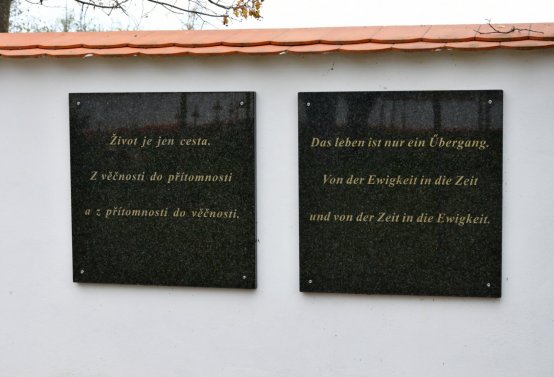 Život je jen cesta.
Z věčnosti do přítomnosti
a z přítomnosti do věčnosti.
Das leben ist nur ein Űbergang.
Von der Ewigkeit in die Zeit
und von der Zeit in die Ewigkeit.